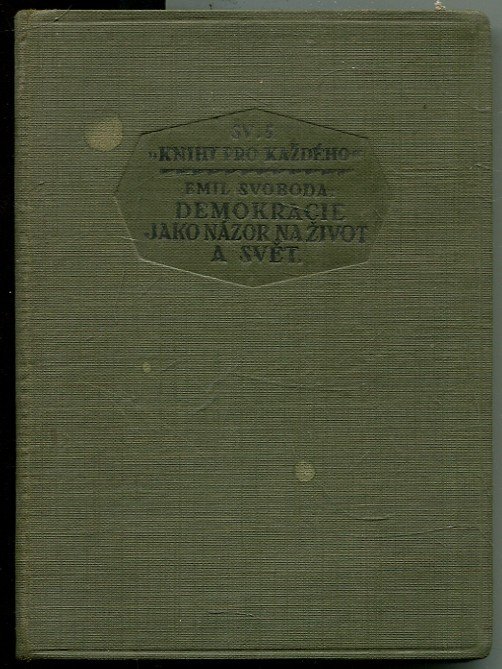 SV. 5.
„KNIHY PRO KAŽDÉHO“
EMIL SVOBODA:
DEMOKRACIE
JAKO NÁZOR NA ŽIVOT
A SVĚT.